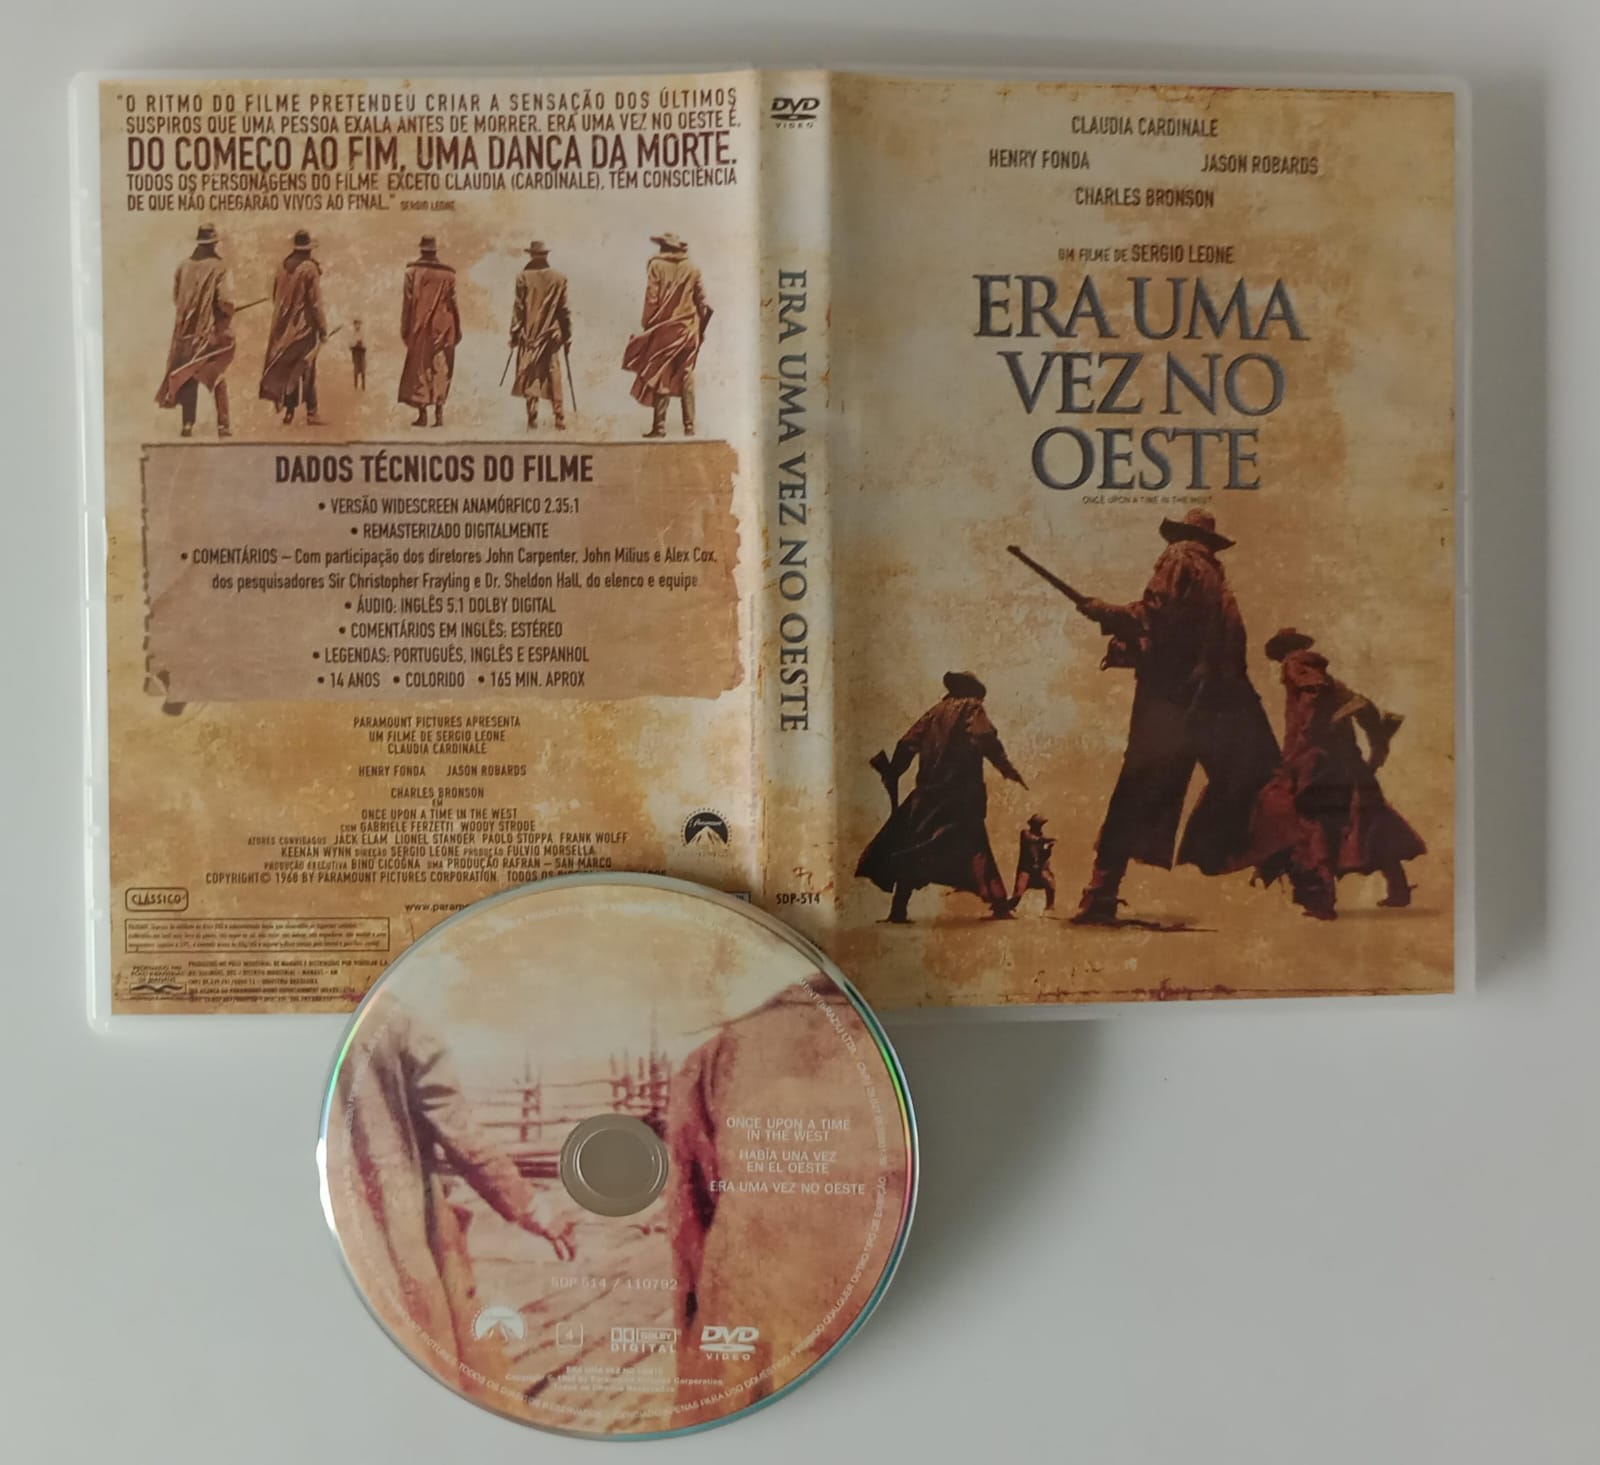 "O RITMO DO FILME PRETENDEU CRIAR A SENSAÇÃO DOS ÚLTIMOS
SUSPIROS QUE UMA PESSOA EXALA ANTES DE MORRER. ERA UMA VEZ NO OESTE É,
DO COMEÇO AO FIM, UMA DANÇA DA MORTE.
TODOS OS PERSONAGENS DO FILME EXCETO CLAUDIA (CARDINALE), TÊM CONSCIÊNCIA
DE QUE NÃO CHEGARÃO VIVOS AO FINAL." SERGIO LEONE
DADOS TÉCNICOS DO FILME
• VERSÃO WIDESCREEN ANAMÓRFICO 2.35:1
• REMASTERIZADO DIGITALMENTE
• COMENTÁRIOS – Com participação dos diretores John Carpenter, John Milius e Alex Cox,
dos pesquisadores Sir Christopher Frayling e Dr. Sheldon Hall, do elenco e equipe
• ÁUDIO: INGLÊS 5.1 DOLBY DIGITAL
• COMENTÁRIOS EM INGLÊS: ESTÉREO
• LEGENDAS: PORTUGUÊS, INGLÊS E ESPANHOL
• 14 ANOS • COLORIDO • 165 MIN. APROX
PARAMOUNT PICTURES APRESENTA
UM FILME DE SERGIO LEONE
CLAUDIA CARDINALE
HENRY FONDA JASON ROBARDS
CHARLES BRONSON
EM
ONCE UPON A TIME IN THE WEST
COM GABRIELE FERZETTI WOODY STRODE
ATORES CONVIDADOS JACK ELAM LIONEL STANDER PAOLO STOPPA FRANK WOLFF
KEENAN WYNN DIREÇÃO SERGIO LEONE PRODUÇÃO FULVIO MORSELLA
PRODUÇÃO EXECUTIVA BINO CICOGNA UMA PRODUÇÃO RAFRAN – SAN MARCO
COPYRIGHT© 1968 BY PARAMOUNT PICTURES CORPORATION. TODOS OS
Paramount
CLÁSSICO
www.param
DVD
VIDEO
ERA UMA VEZ NO OESTE
SDP-514
CLAUDIA CARDINALE
HENRY FONDA JASON ROBARDS
CHARLES BRONSON
UM FILME DE SERGIO LEONE
ERA UMA
VEZ NO
OESTE
ONCE UPON A TIME IN THE WEST
ONCE UPON A TIME
IN THE WEST
HABÍA UNA VEZ
EN EL OESTE
ERA UMA VEZ NO OESTE
SDP 514 / 110792
4
DOLBY
DIGITAL
DVD
VIDEO
ERA UMA VEZ NO OESTE